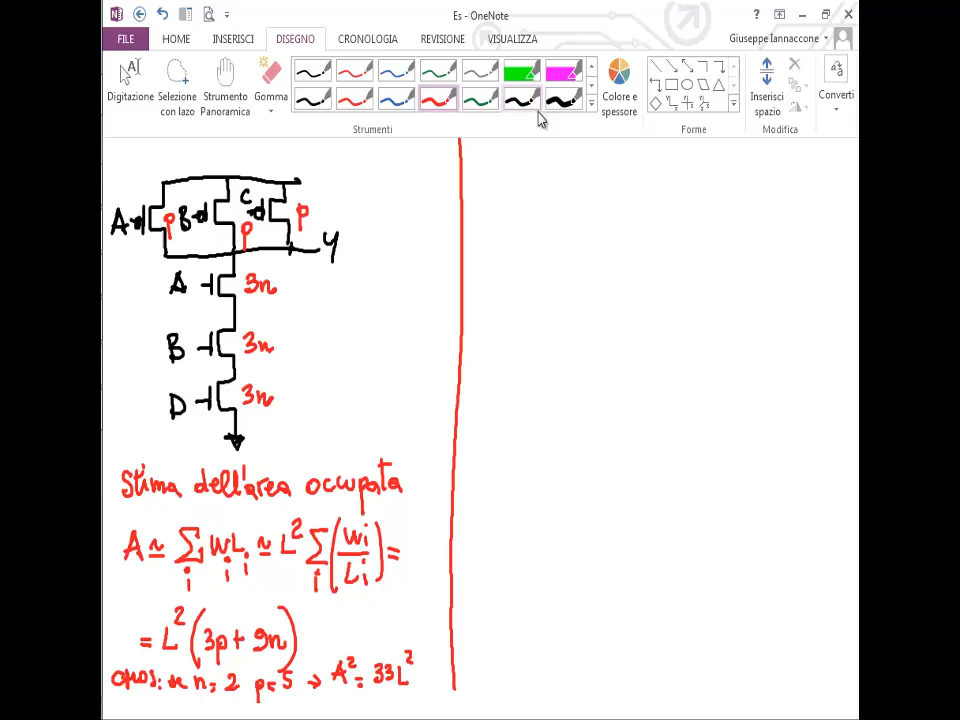 Es - OneNote
FILE HOME INSERISCI DISEGNO CRONOLOGIA REVISIONE VISUALIZZA Giuseppe Iannaccone
Digitazione Selezione con lazo Strumento Panoramica Gomma Colore e spessore Inserisci spazio Converti
Strumenti Forme Modifica
A p B p C p
Y
A 3n
B 3n
D 3n
Stima dell'area occupata
A ≃ ∑i WiLi ≃ L² ∑i (Wi/Li) =
= L² (3p + 9n)
n = 2 p = 5 → A² = 33L²